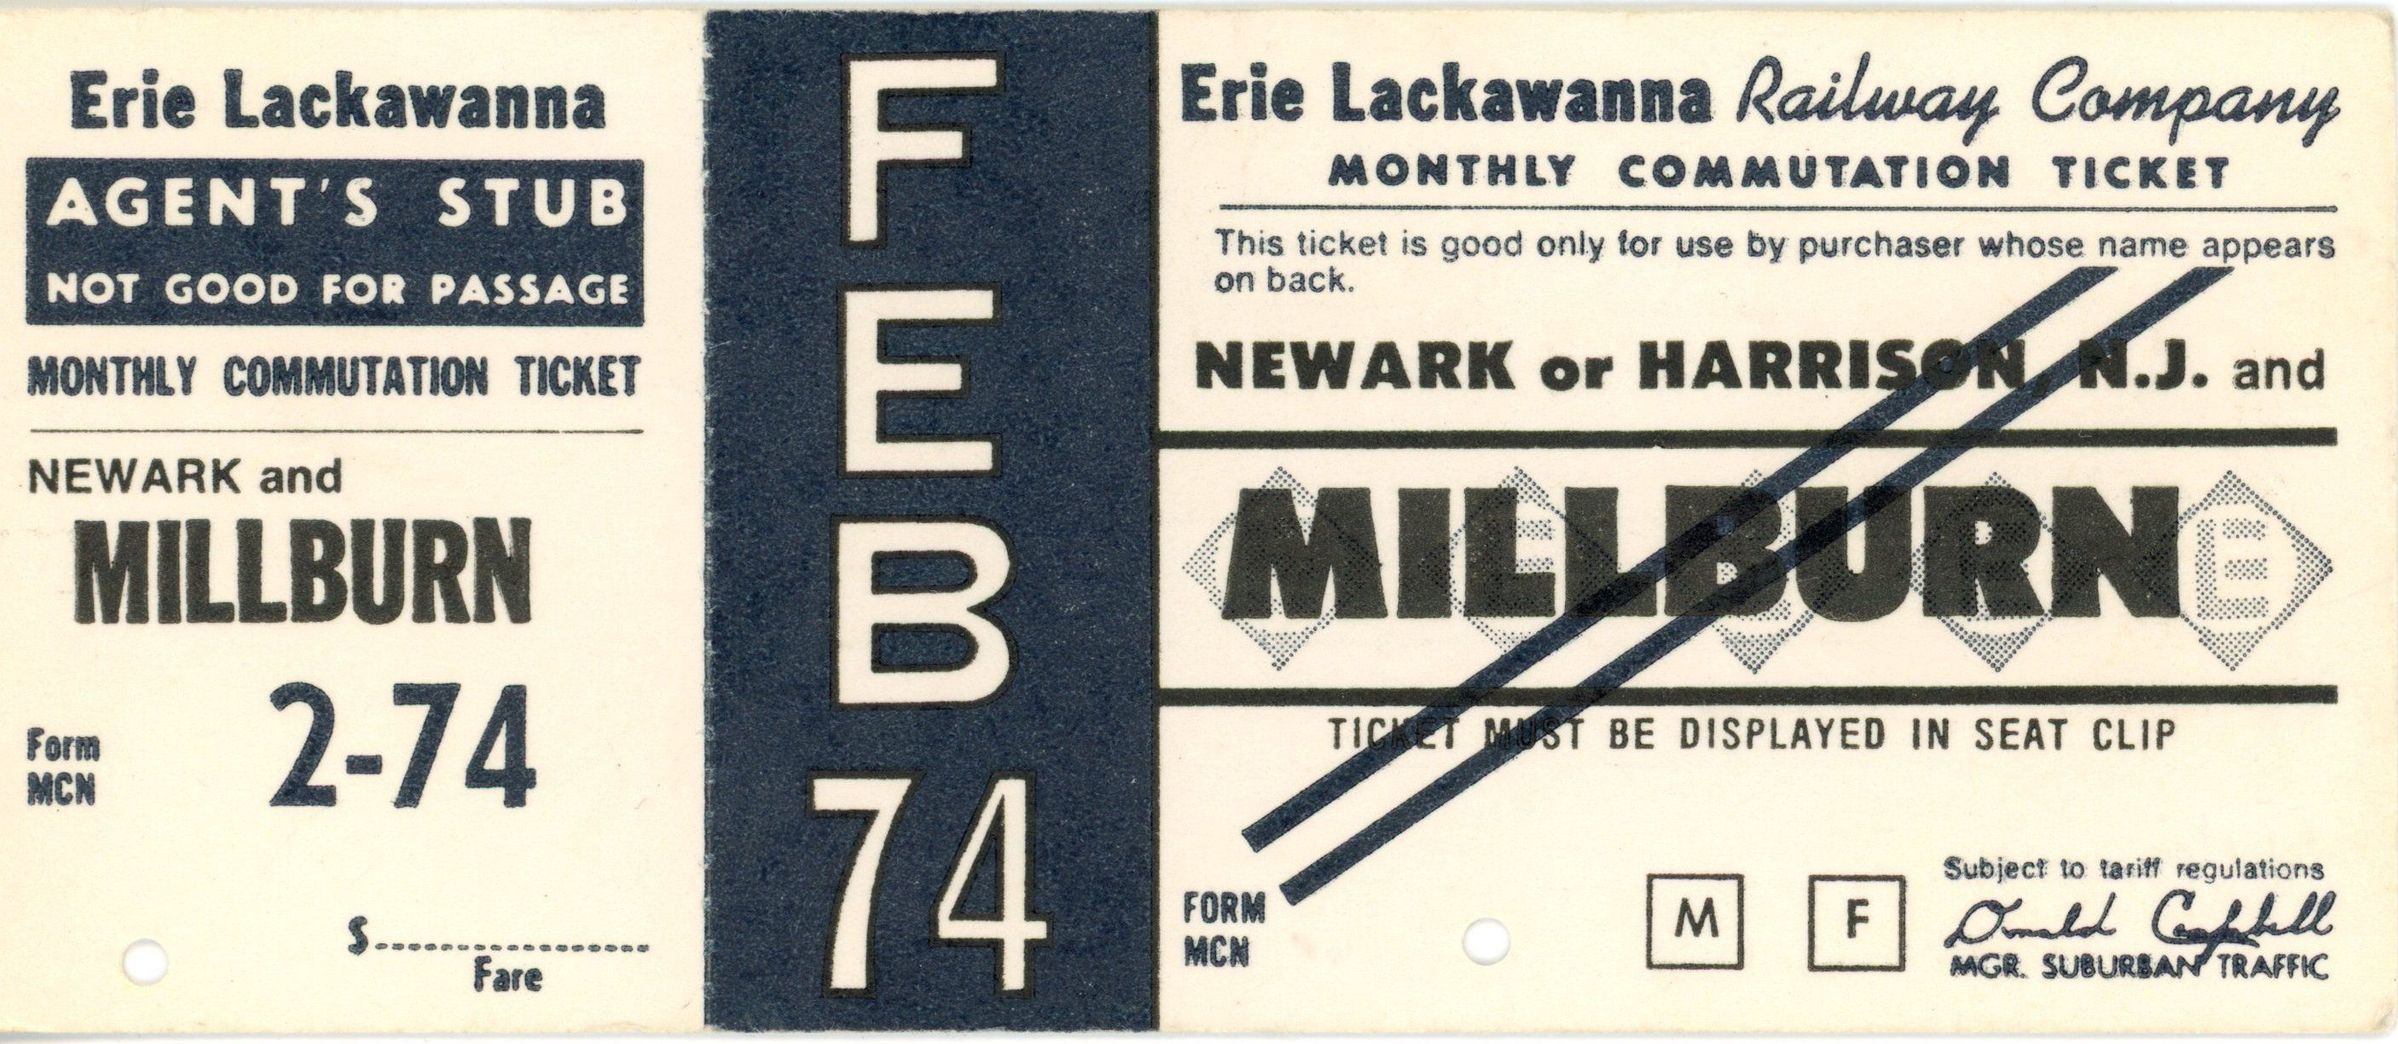 Erie Lackawanna
AGENT'S STUB
NOT GOOD FOR PASSAGE
MONTHLY COMMUTATION TICKET
NEWARK and
MILLBURN
2-74
Form
MCN
$
Fare
FEB
74
Erie Lackawanna Railway Company
MONTHLY COMMUTATION TICKET
This ticket is good only for use by purchaser whose name appears
on back.
NEWARK or HARRISON, N.J. and
MILLBURN
E
TICKET MUST BE DISPLAYED IN SEAT CLIP
FORM
MCN
M F
Subject to tariff regulations
Donald Campbell
MGR. SUBURBAN TRAFFIC